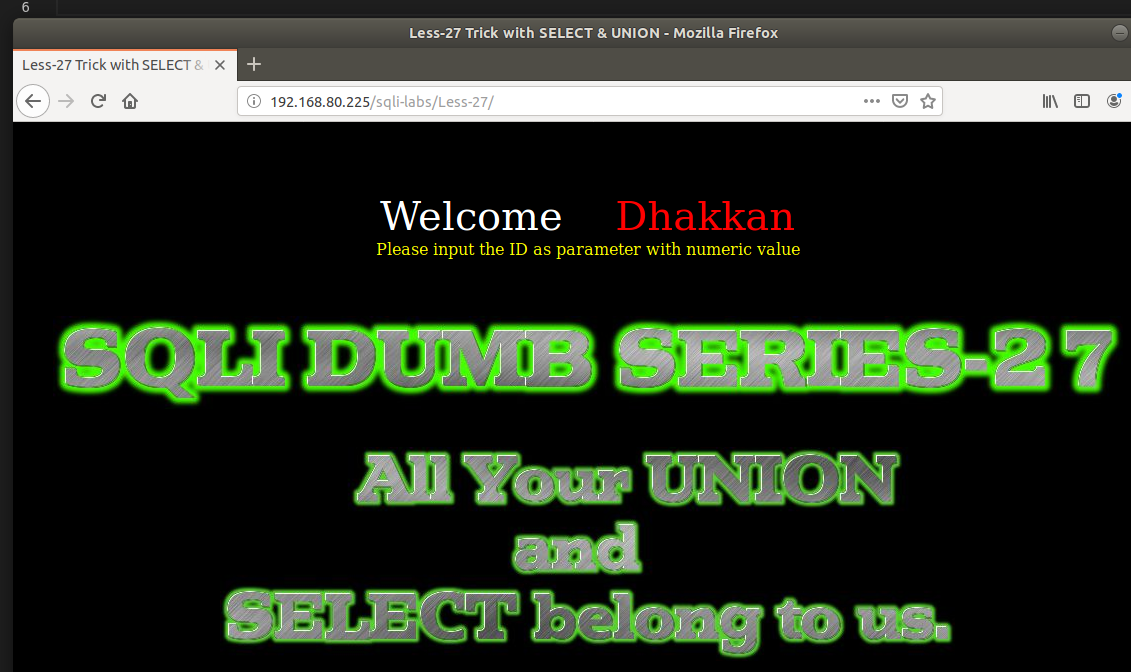 6
Less-27 Trick with SELECT & UNION - Mozilla Firefox
Less-27 Trick with SELECT &
192.168.80.225/sqli-labs/Less-27/
Welcome Dhakkan
Please input the ID as parameter with numeric value
SQLI DUMB SERIES-27
All Your UNION
and
SELECT belong to us.